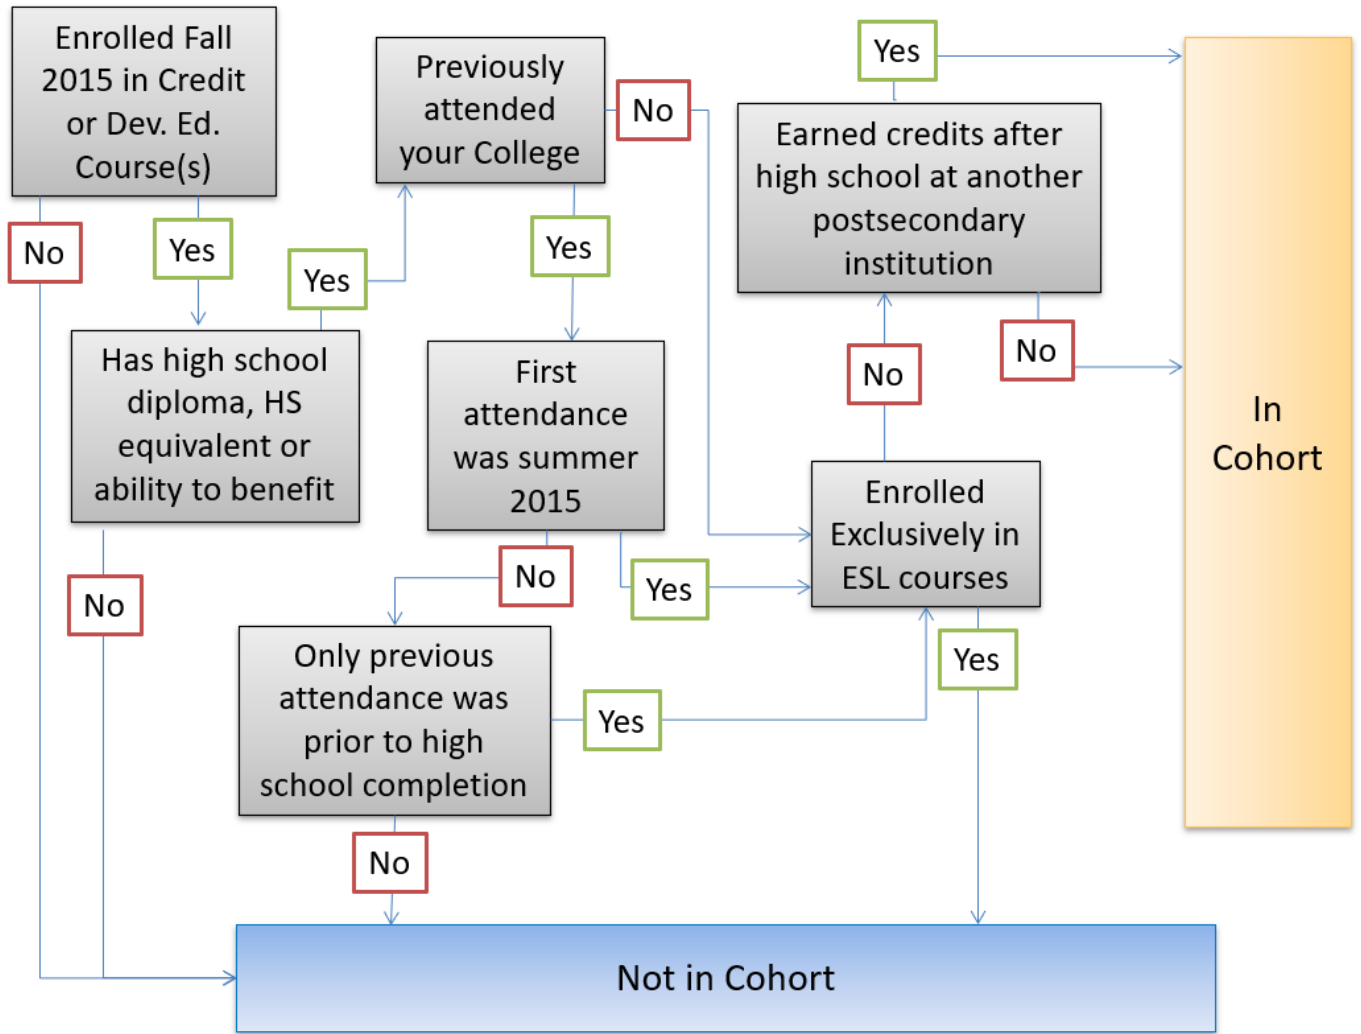 Enrolled Fall
2015 in Credit
or Dev. Ed.
Course(s)
No
Yes
Has high school
diploma, HS
equivalent or
ability to benefit
No
Yes
Previously
attended
your College
No
Yes
First
attendance
was summer
2015
No
Yes
Only previous
attendance was
prior to high
school completion
No
Yes
Enrolled
Exclusively in
ESL courses
No
Yes
Earned credits after
high school at another
postsecondary
institution
Yes
No
In
Cohort
Not in Cohort